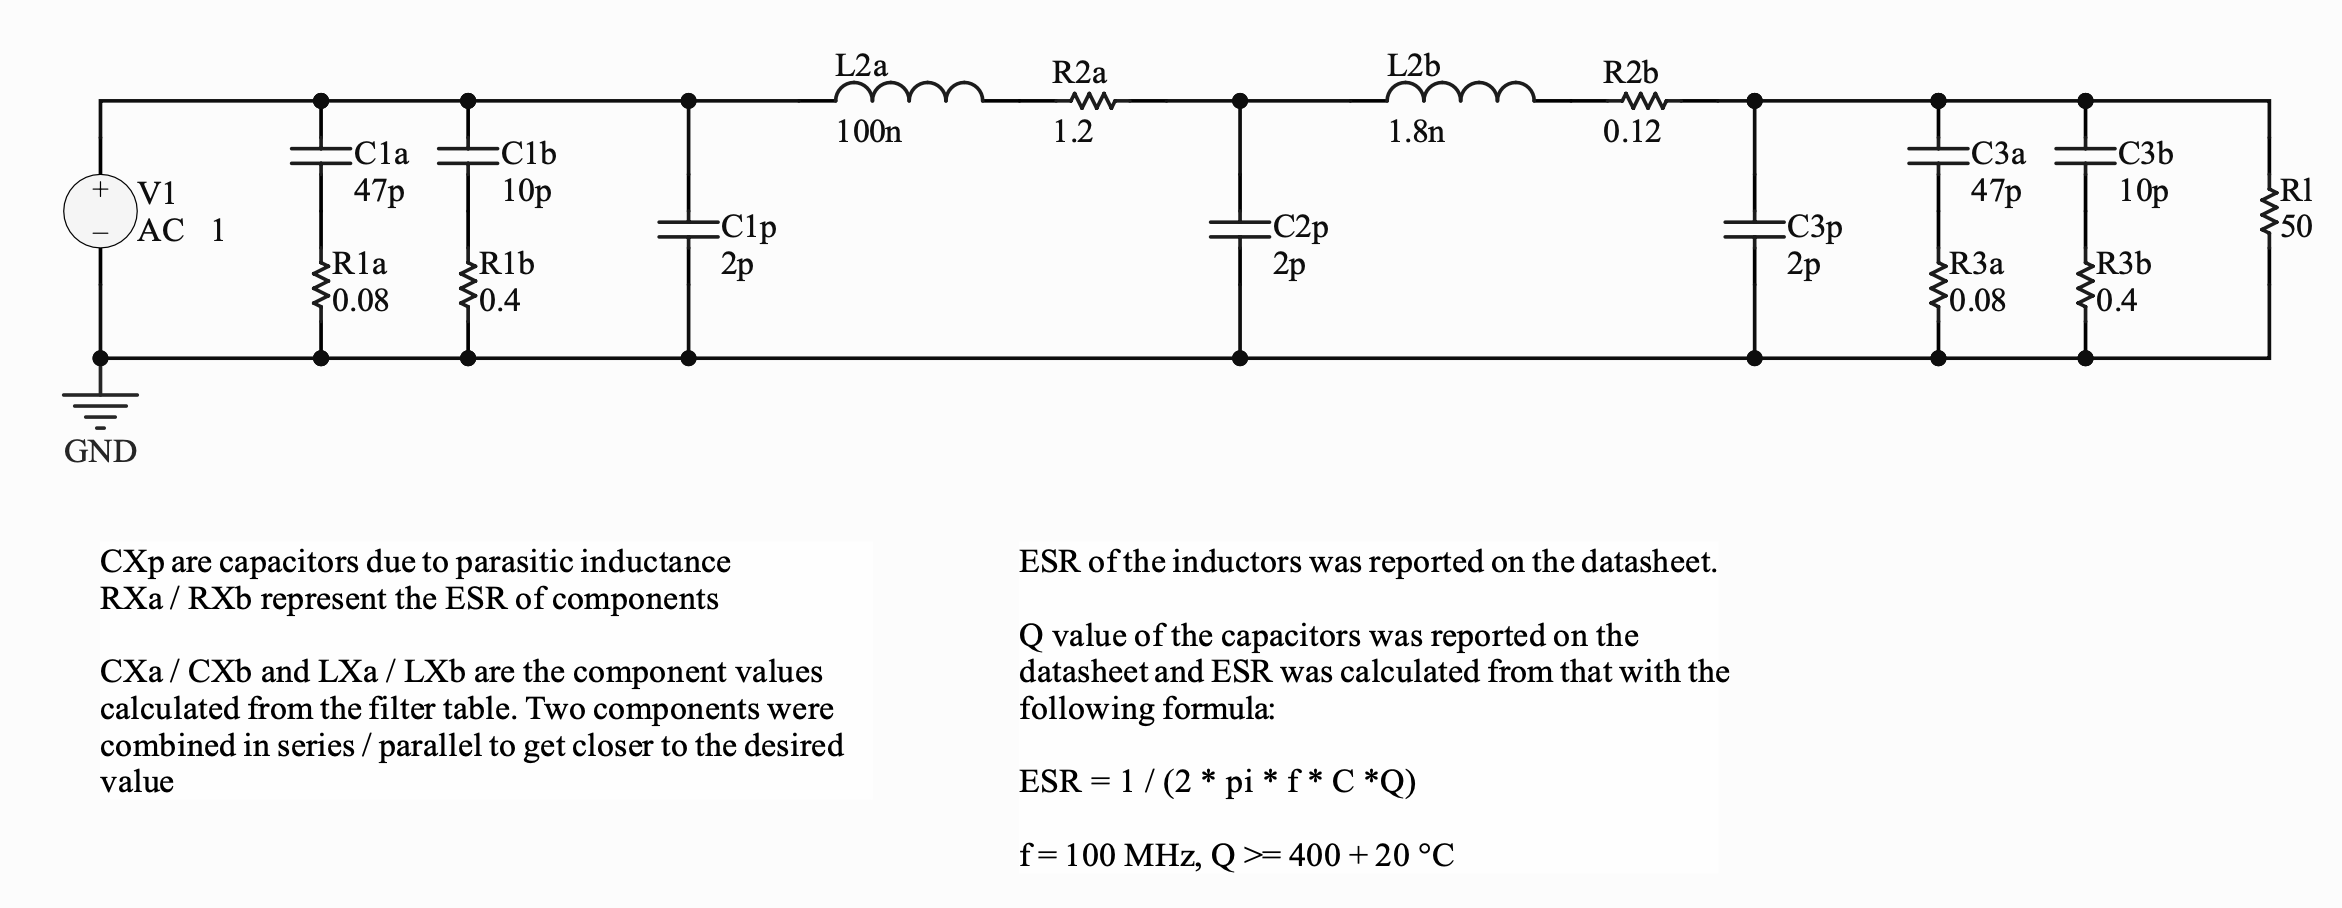 L2a
R2a
L2b
R2b
100n
1.2
1.8n
0.12
+
V1
−
AC 1
C1a
47p
C1b
10p
C1p
2p
C2p
2p
C3p
2p
C3a
47p
C3b
10p
Rl
50
R1a
0.08
R1b
0.4
R3a
0.08
R3b
0.4
GND
CXp are capacitors due to parasitic inductance
RXa / RXb represent the ESR of components
CXa / CXb and LXa / LXb are the component values
calculated from the filter table. Two components were
combined in series / parallel to get closer to the desired
value
ESR of the inductors was reported on the datasheet.
Q value of the capacitors was reported on the
datasheet and ESR was calculated from that with the
following formula:
ESR = 1 / (2 * pi * f * C *Q)
f = 100 MHz, Q >= 400 + 20 °C